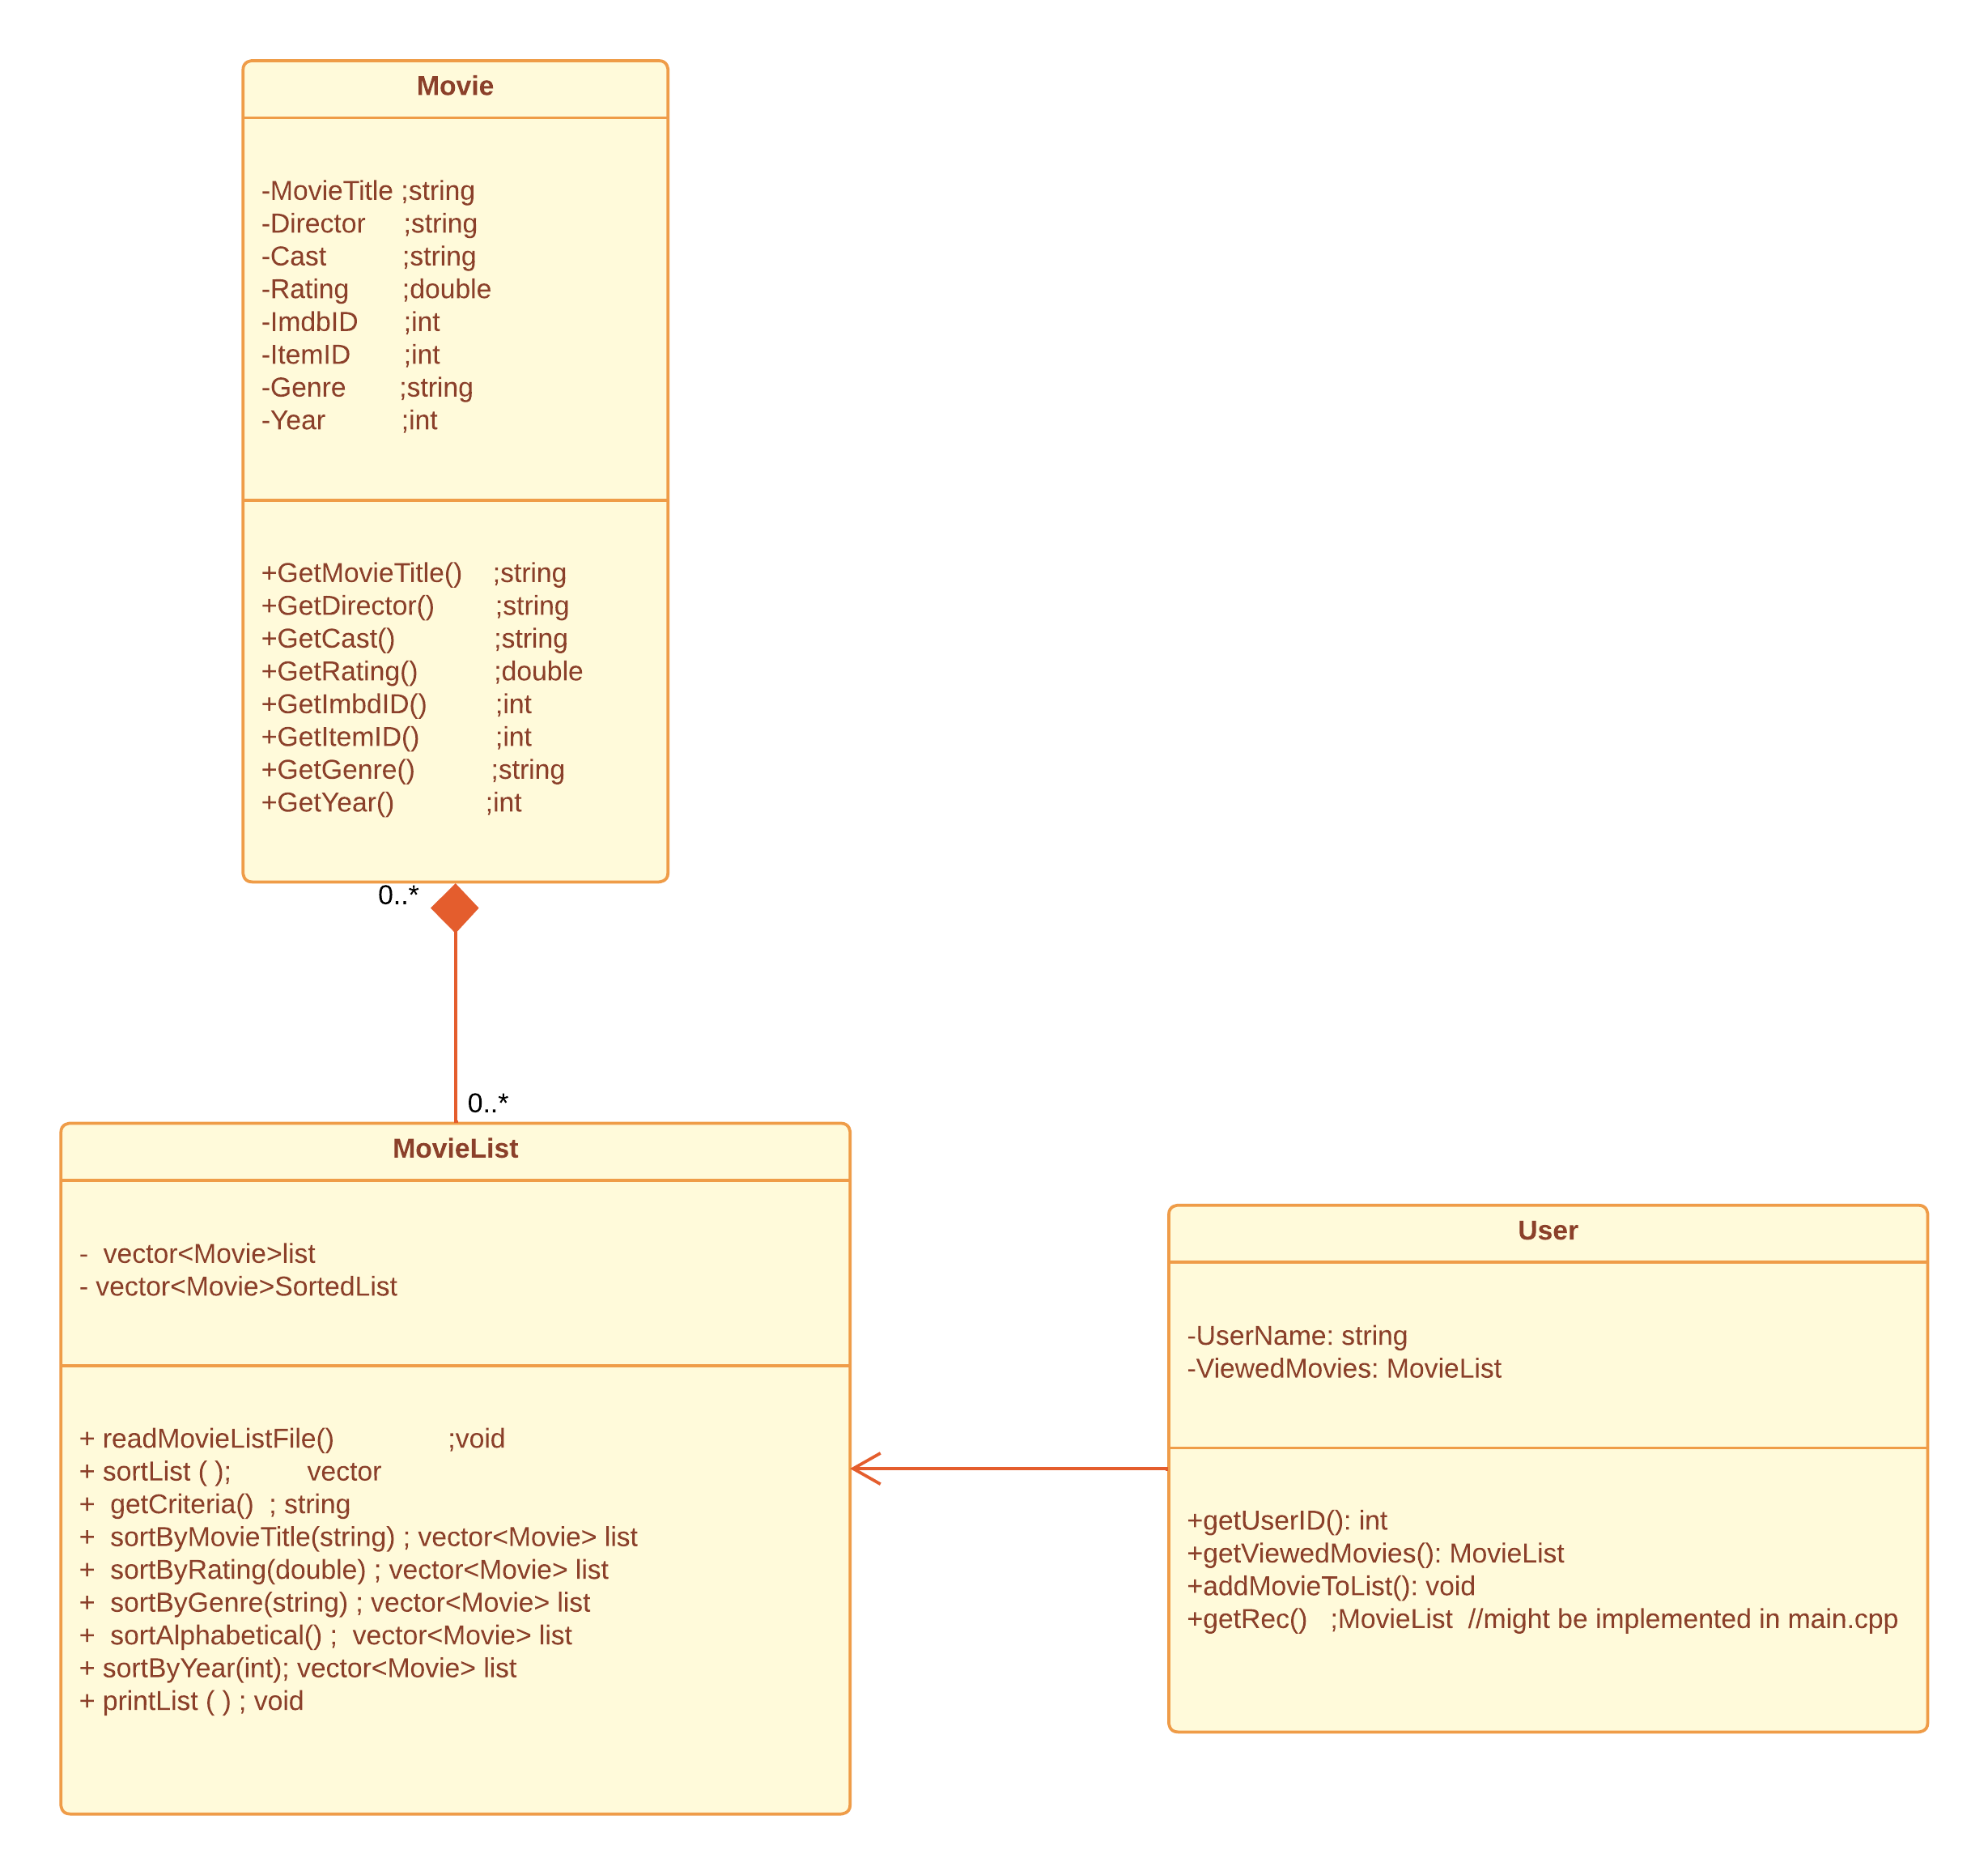 Movie
-MovieTitle ;string
-Director ;string
-Cast ;string
-Rating ;double
-ImdbID ;int
-ItemID ;int
-Genre ;string
-Year ;int
+GetMovieTitle() ;string
+GetDirector() ;string
+GetCast() ;string
+GetRating() ;double
+GetImbdID() ;int
+GetItemID() ;int
+GetGenre() ;string
+GetYear() ;int
0..*
0..*
MovieList
- vector<Movie>list
- vector<Movie>SortedList
+ readMovieListFile() ;void
+ sortList ( ); vector
+ getCriteria() ; string
+ sortByMovieTitle(string) ; vector<Movie> list
+ sortByRating(double) ; vector<Movie> list
+ sortByGenre(string) ; vector<Movie> list
+ sortAlphabetical() ; vector<Movie> list
+ sortByYear(int); vector<Movie> list
+ printList ( ) ; void
User
-UserName: string
-ViewedMovies: MovieList
+getUserID(): int
+getViewedMovies(): MovieList
+addMovieToList(): void
+getRec() ;MovieList //might be implemented in main.cpp